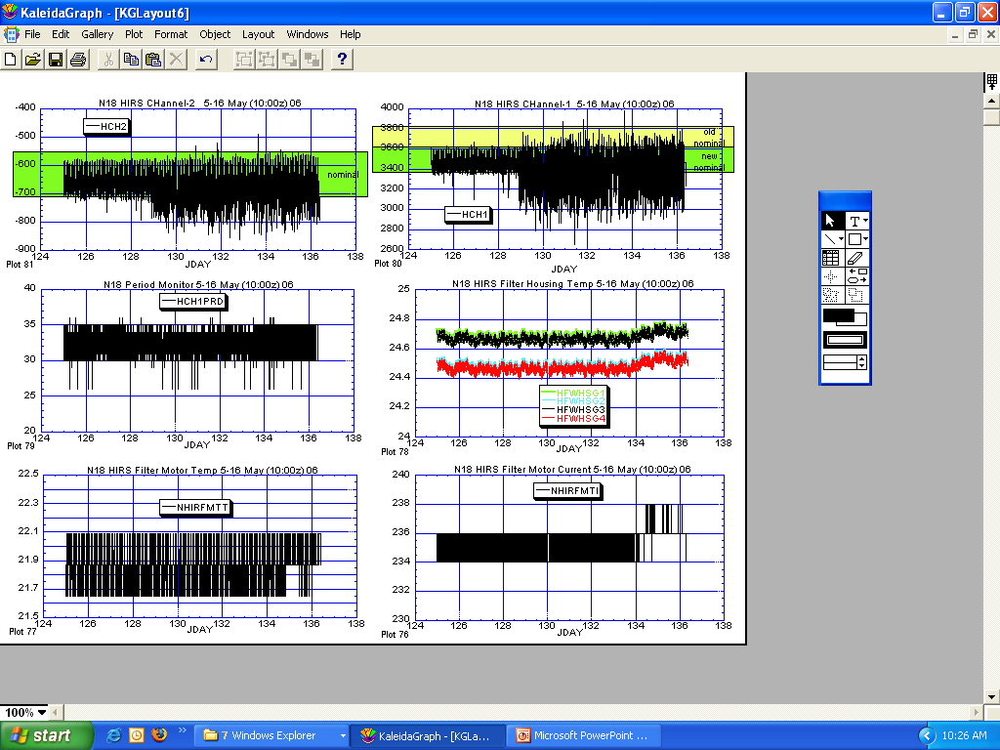 KaleidaGraph - [KGLayout6]
File Edit Gallery Plot Format Object Layout Windows Help
N18 HIRS CHannel-2 5-16 May (10:00z) 06
-400
-500
-600
-700
-800
-900
HCH2
nominal
124 126 128 130 132 134 136 138
JDAY
Plot 81
N18 HIRS CHannel-1 5-16 May (10:00z) 06
4000
3800
3600
3400
3200
3000
2800
2600
old
nominal
new
nominal
HCH1
124 126 128 130 132 134 136 138
JDAY
Plot 80
N18 Period Monitor 5-16 May (10:00z) 06
40
35
30
25
20
HCH1PRD
124 126 128 130 132 134 136 138
JDAY
Plot 79
N18 HIRS Filter Housing Temp 5-16 May (10:00z) 06
25
24.8
24.6
24.4
24.2
24
HFWHSG1
HFWHSG2
HFWHSG3
HFWHSG4
124 126 128 130 132 134 136 138
JDAY
Plot 78
N18 HIRS Filter Motor Temp 5-16 May (10:00z) 06
22.5
22.3
22.1
21.9
21.7
21.5
NHIRFMTT
124 126 128 130 132 134 136 138
JDAY
Plot 77
N18 HIRS Filter Motor Current 5-16 May (10:00z) 06
240
238
236
234
232
230
NHIRFMTI
124 126 128 130 132 134 136 138
JDAY
Plot 76
T
100%
start
7 Windows Explorer
KaleidaGraph - [KGLa...
Microsoft PowerPoint ...
10:26 AM